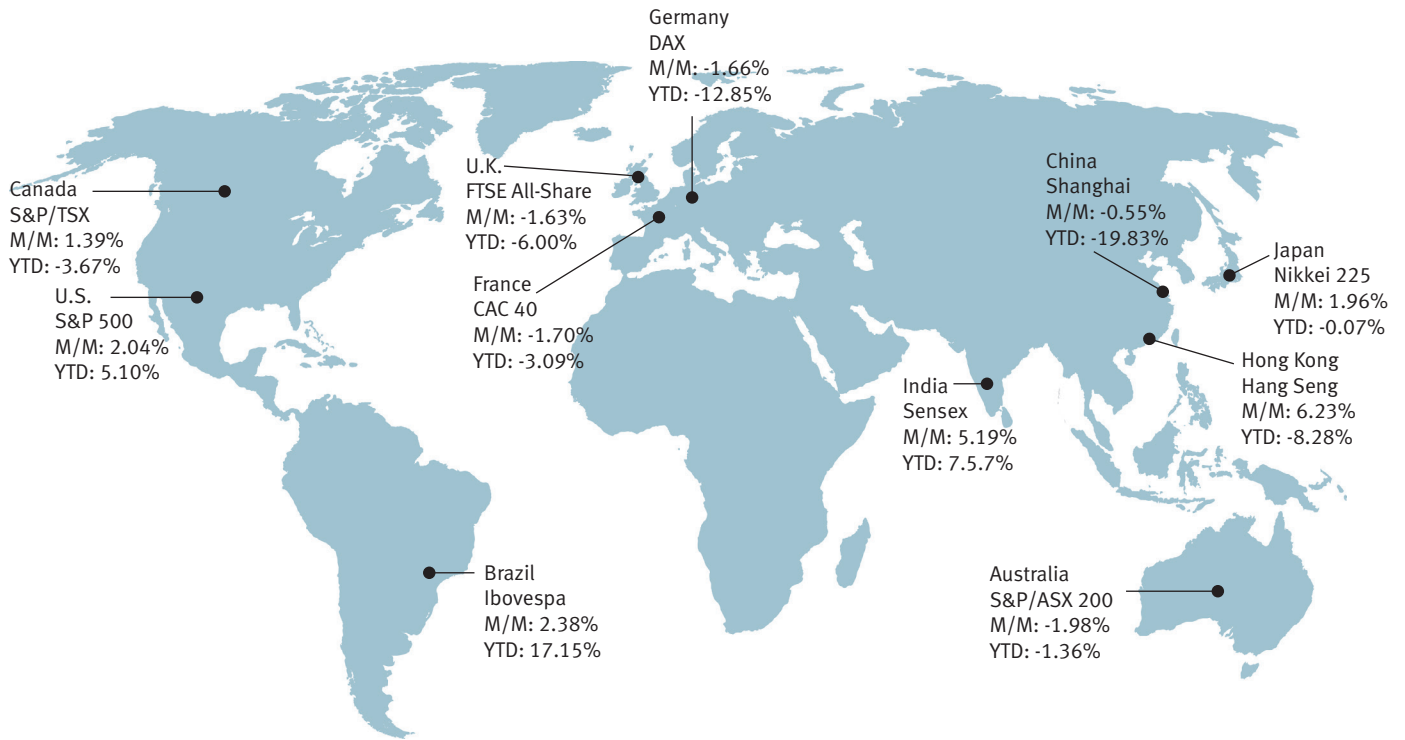 Germany
DAX
M/M: -1.66%
YTD: -12.85%
Canada
S&P/TSX
M/M: 1.39%
YTD: -3.67%
U.S.
S&P 500
M/M: 2.04%
YTD: 5.10%
U.K.
FTSE All-Share
M/M: -1.63%
YTD: -6.00%
France
CAC 40
M/M: -1.70%
YTD: -3.09%
China
Shanghai
M/M: -0.55%
YTD: -19.83%
Japan
Nikkei 225
M/M: 1.96%
YTD: -0.07%
Hong Kong
Hang Seng
M/M: 6.23%
YTD: -8.28%
India
Sensex
M/M: 5.19%
YTD: 7.5.7%
Brazil
Ibovespa
M/M: 2.38%
YTD: 17.15%
Australia
S&P/ASX 200
M/M: -1.98%
YTD: -1.36%